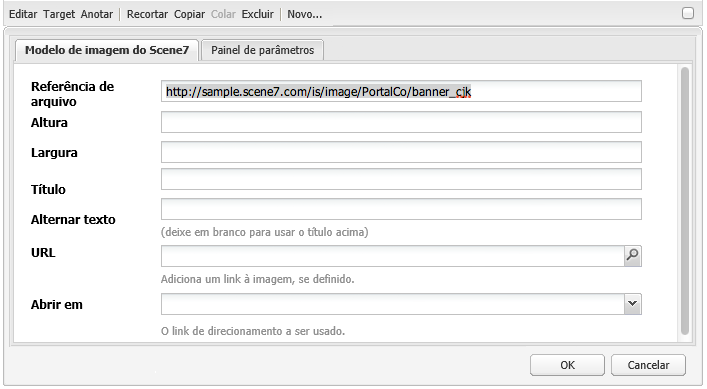 Editar Target Anotar Recortar Copiar Colar Excluir Novo...
Modelo de imagem do Scene7 Painel de parâmetros
Referência de
arquivo
http://sample.scene7.com/is/image/PortalCo/banner_cjk
Altura
Largura
Título
Alternar texto
(deixe em branco para usar o título acima)
URL
Adiciona um link à imagem, se definido.
Abrir em
O link de direcionamento a ser usado.
OK Cancelar